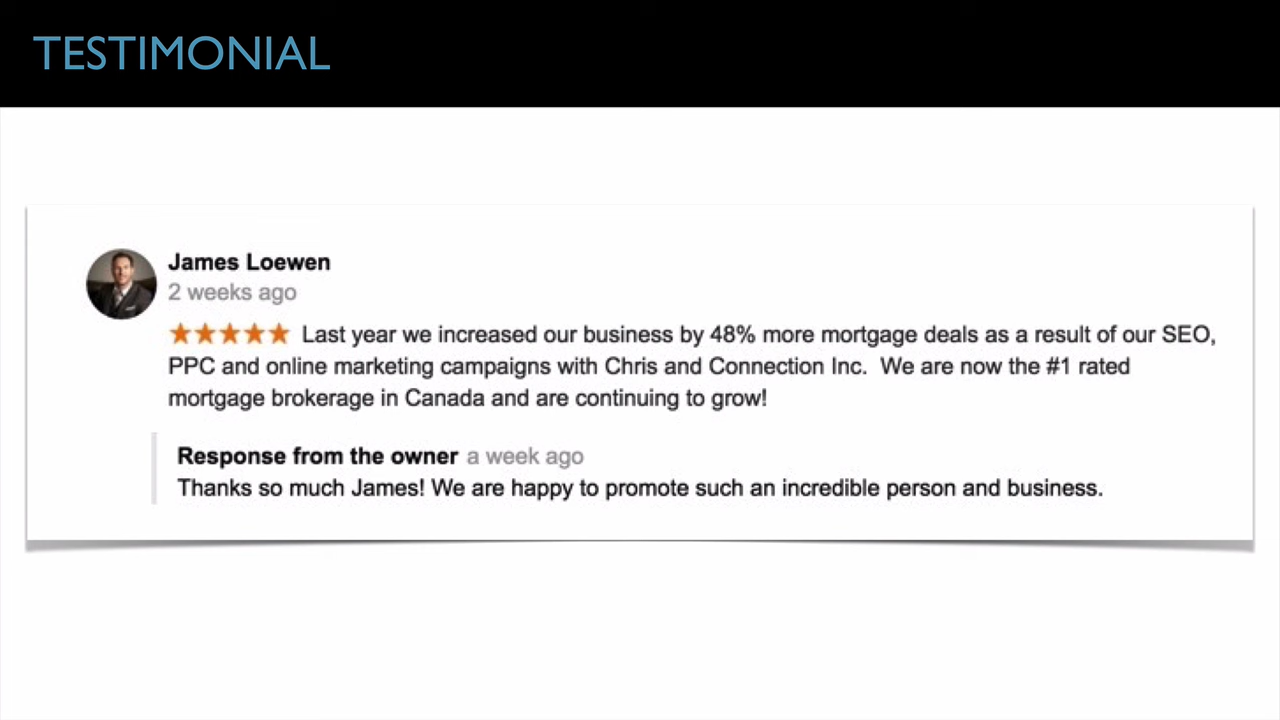 TESTIMONIAL
James Loewen
2 weeks ago
Last year we increased our business by 48% more mortgage deals as a result of our SEO,
PPC and online marketing campaigns with Chris and Connection Inc.  We are now the #1 rated
mortgage brokerage in Canada and are continuing to grow!
Response from the owner a week ago
Thanks so much James! We are happy to promote such an incredible person and business.